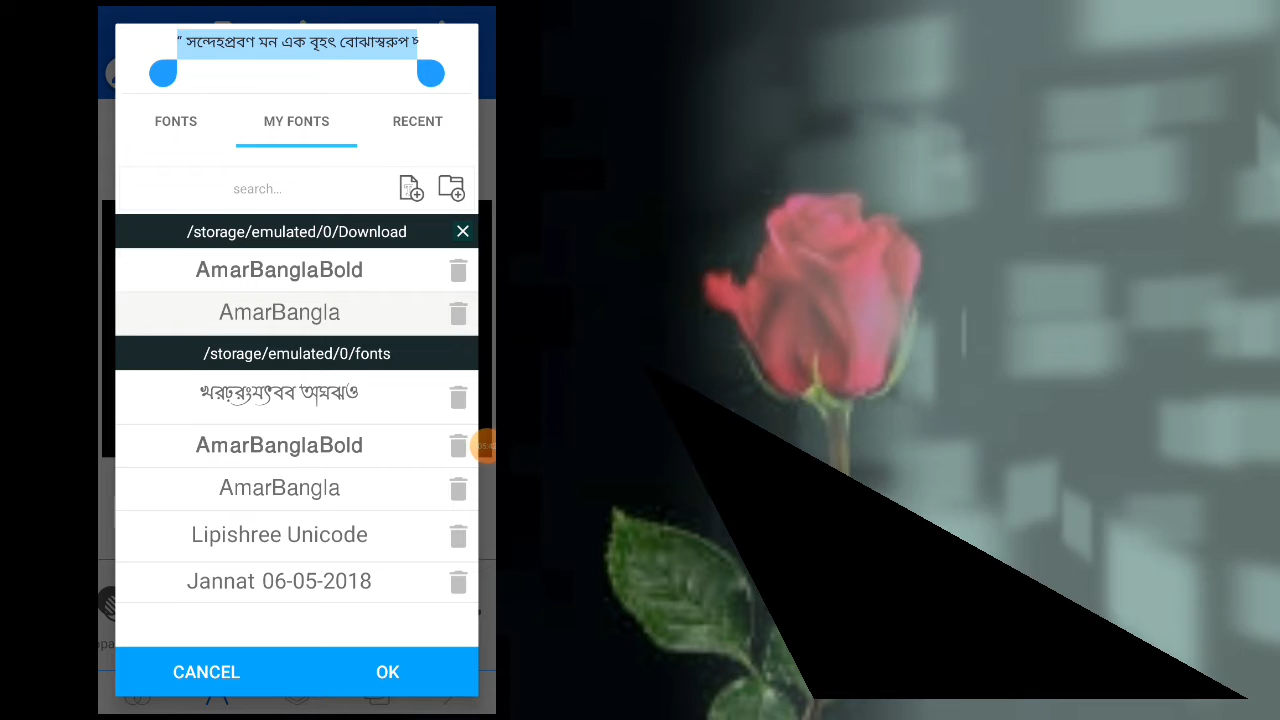 “ সন্দেহপ্রবণ মন এক বৃহৎ বোঝাস্বরুপ
FONTS
MY FONTS
RECENT
search...
/storage/emulated/0/Download
AmarBanglaBold
AmarBangla
/storage/emulated/0/fonts
AmarBanglaBold
AmarBangla
Lipishree Unicode
Jannat 06-05-2018
CANCEL
OK